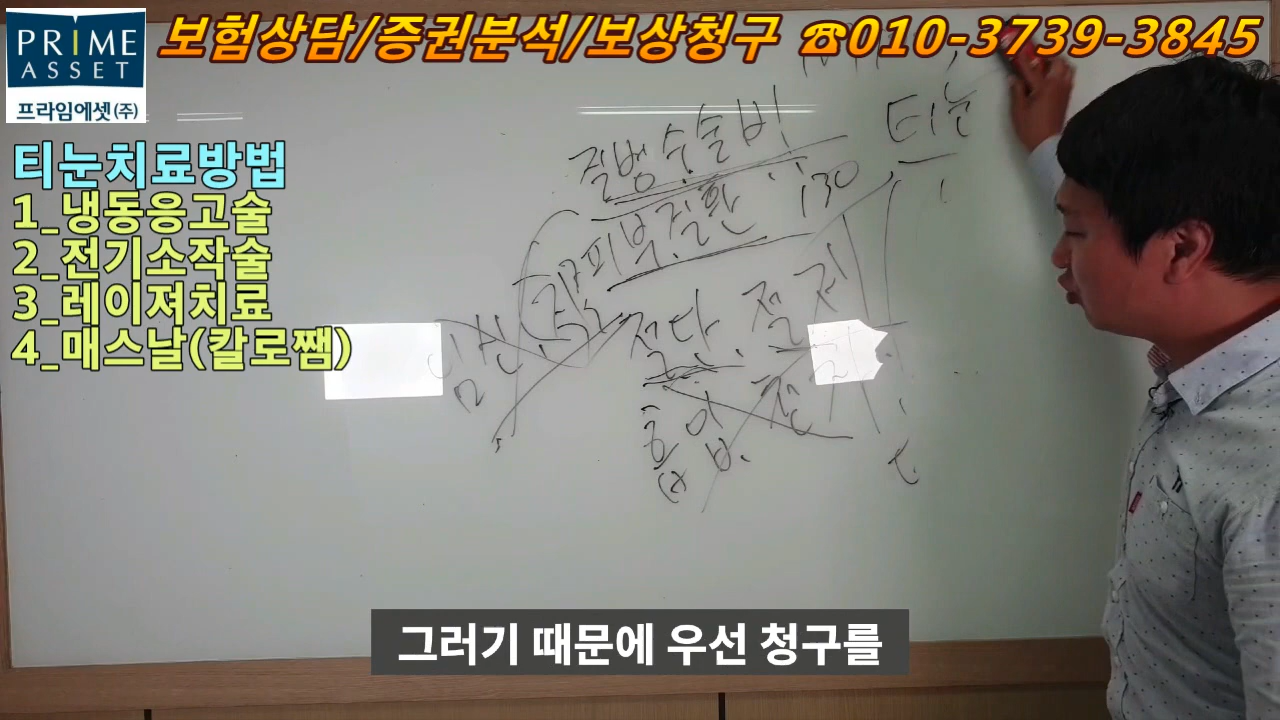 PRIME
ASSET
프라임에셋(주)
보험상담/증권분석/보상청구 ☎010-3739-3845
티눈치료방법
1_냉동응고술
2_전기소작술
3_레이져치료
4_매스날(칼로쨈)
질병수술비!
티눈
피부질환 130
절단. 절제
흡입.
그러기 때문에 우선 청구를